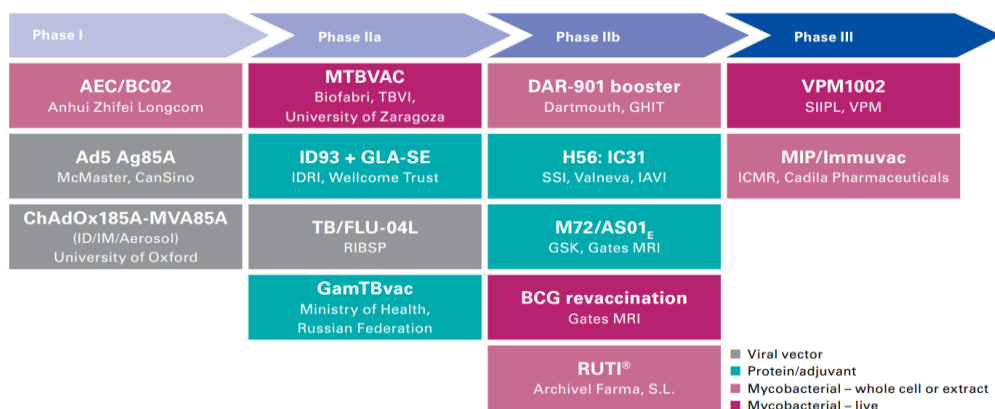 Phase I
Phase IIa
Phase IIb
Phase III
AEC/BC02
Anhui Zhifei Longcom
Ad5 Ag85A
McMaster, CanSino
ChAdOx185A-MVA85A
(ID/IM/Aerosol)
University of Oxford
MTBVAC
Biofabri, TBVI,
University of Zaragoza
ID93 + GLA-SE
IDRI, Wellcome Trust
TB/FLU-04L
RIBSP
GamTBvac
Ministry of Health,
Russian Federation
DAR-901 booster
Dartmouth, GHIT
H56: IC31
SSI, Valneva, IAVI
M72/AS01E
GSK, Gates MRI
BCG revaccination
Gates MRI
RUTI®
Archivel Farma, S.L.
VPM1002
SIIPL, VPM
MIP/Immuvac
ICMR, Cadila Pharmaceuticals
Viral vector
Protein/adjuvant
Mycobacterial – whole cell or extract
Mycobacterial – live